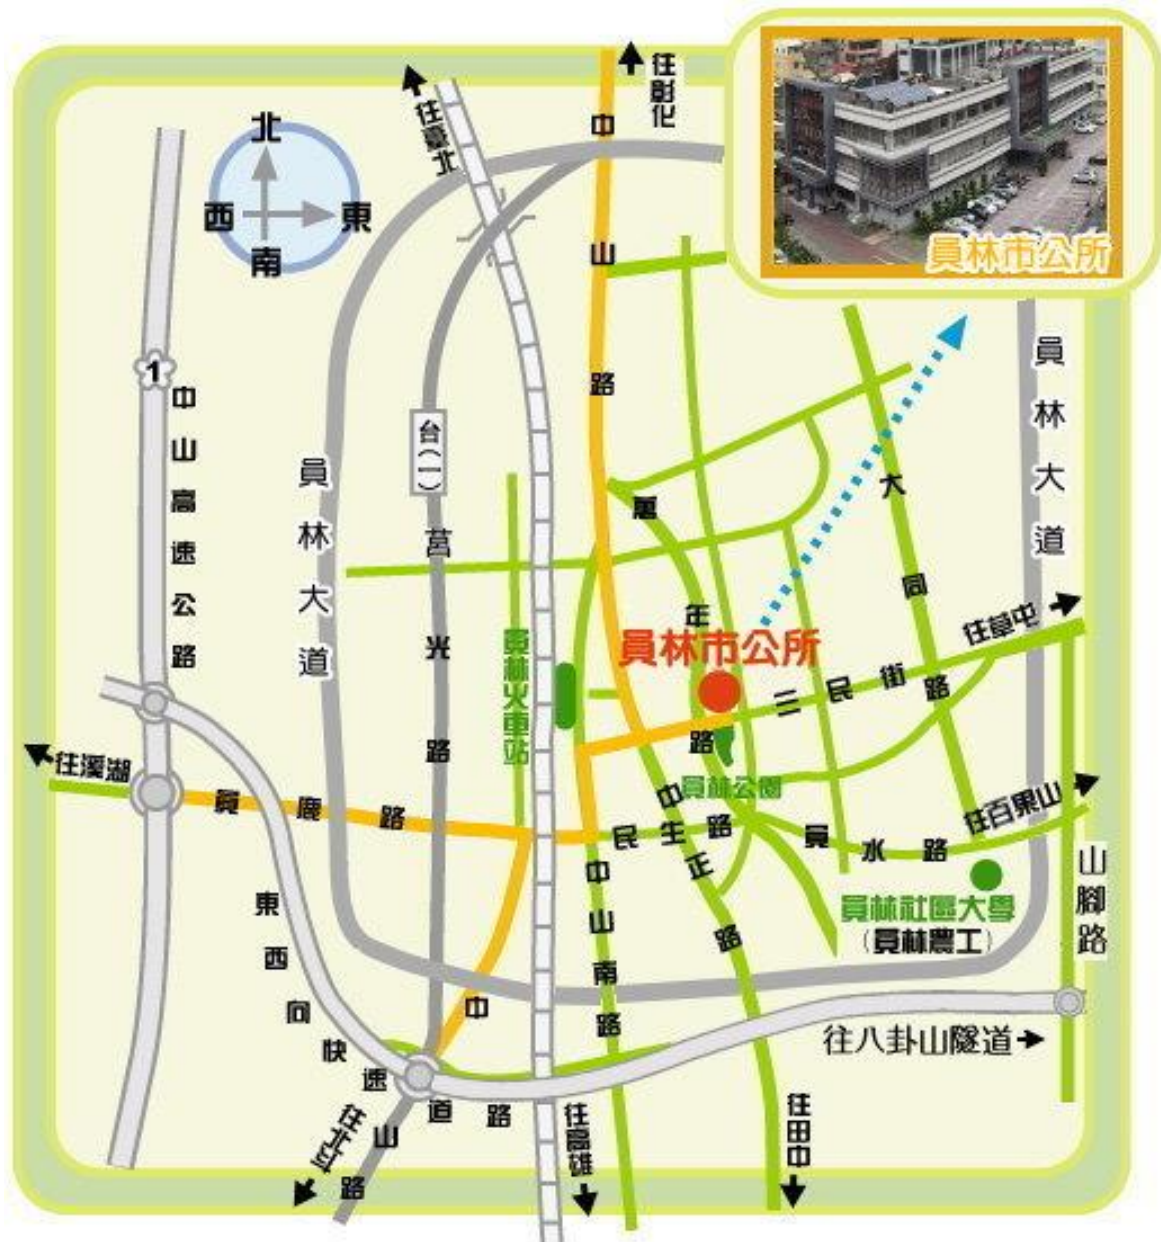 往彰化
員林市公所
往臺北
北
西
東
南
中山路
1
中山高速公路
員林大道
台(一)
莒光路
員林大道
大同路
萬年路
往草屯
員林市公所
三民街
員林火車站
員林公園
往溪湖
員鹿路
民生路
員水路
往百果山
中正路
中山南路
員林社區大學
(員林農工)
山腳路
東西向快速道路
往八卦山隧道
中山路
往北斗
往高雄
往田中